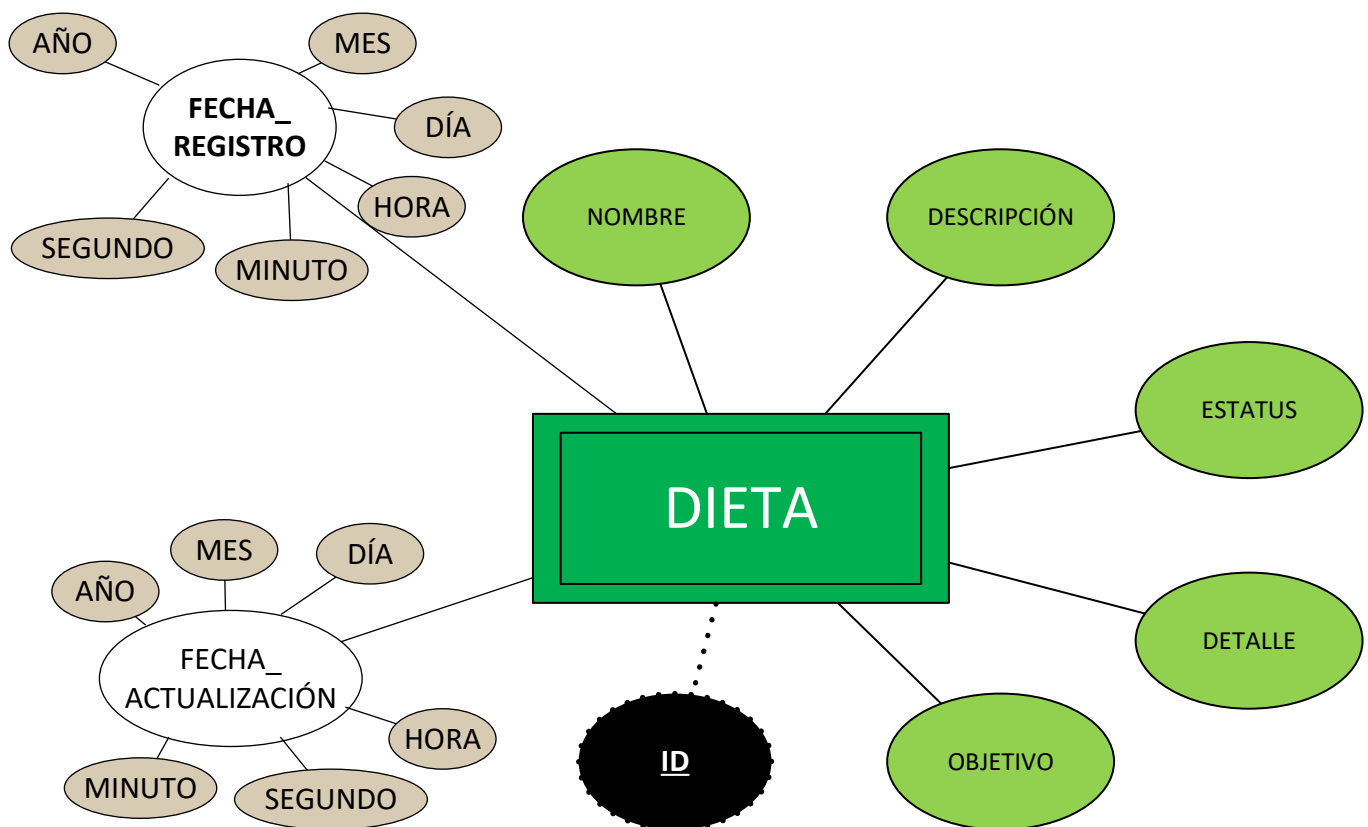 AÑO
MES
FECHA_
REGISTRO
DÍA
HORA
SEGUNDO
MINUTO
NOMBRE
DESCRIPCIÓN
ESTATUS
DIETA
MES
DÍA
AÑO
FECHA_
ACTUALIZACIÓN
HORA
MINUTO
SEGUNDO
ID
DETALLE
OBJETIVO